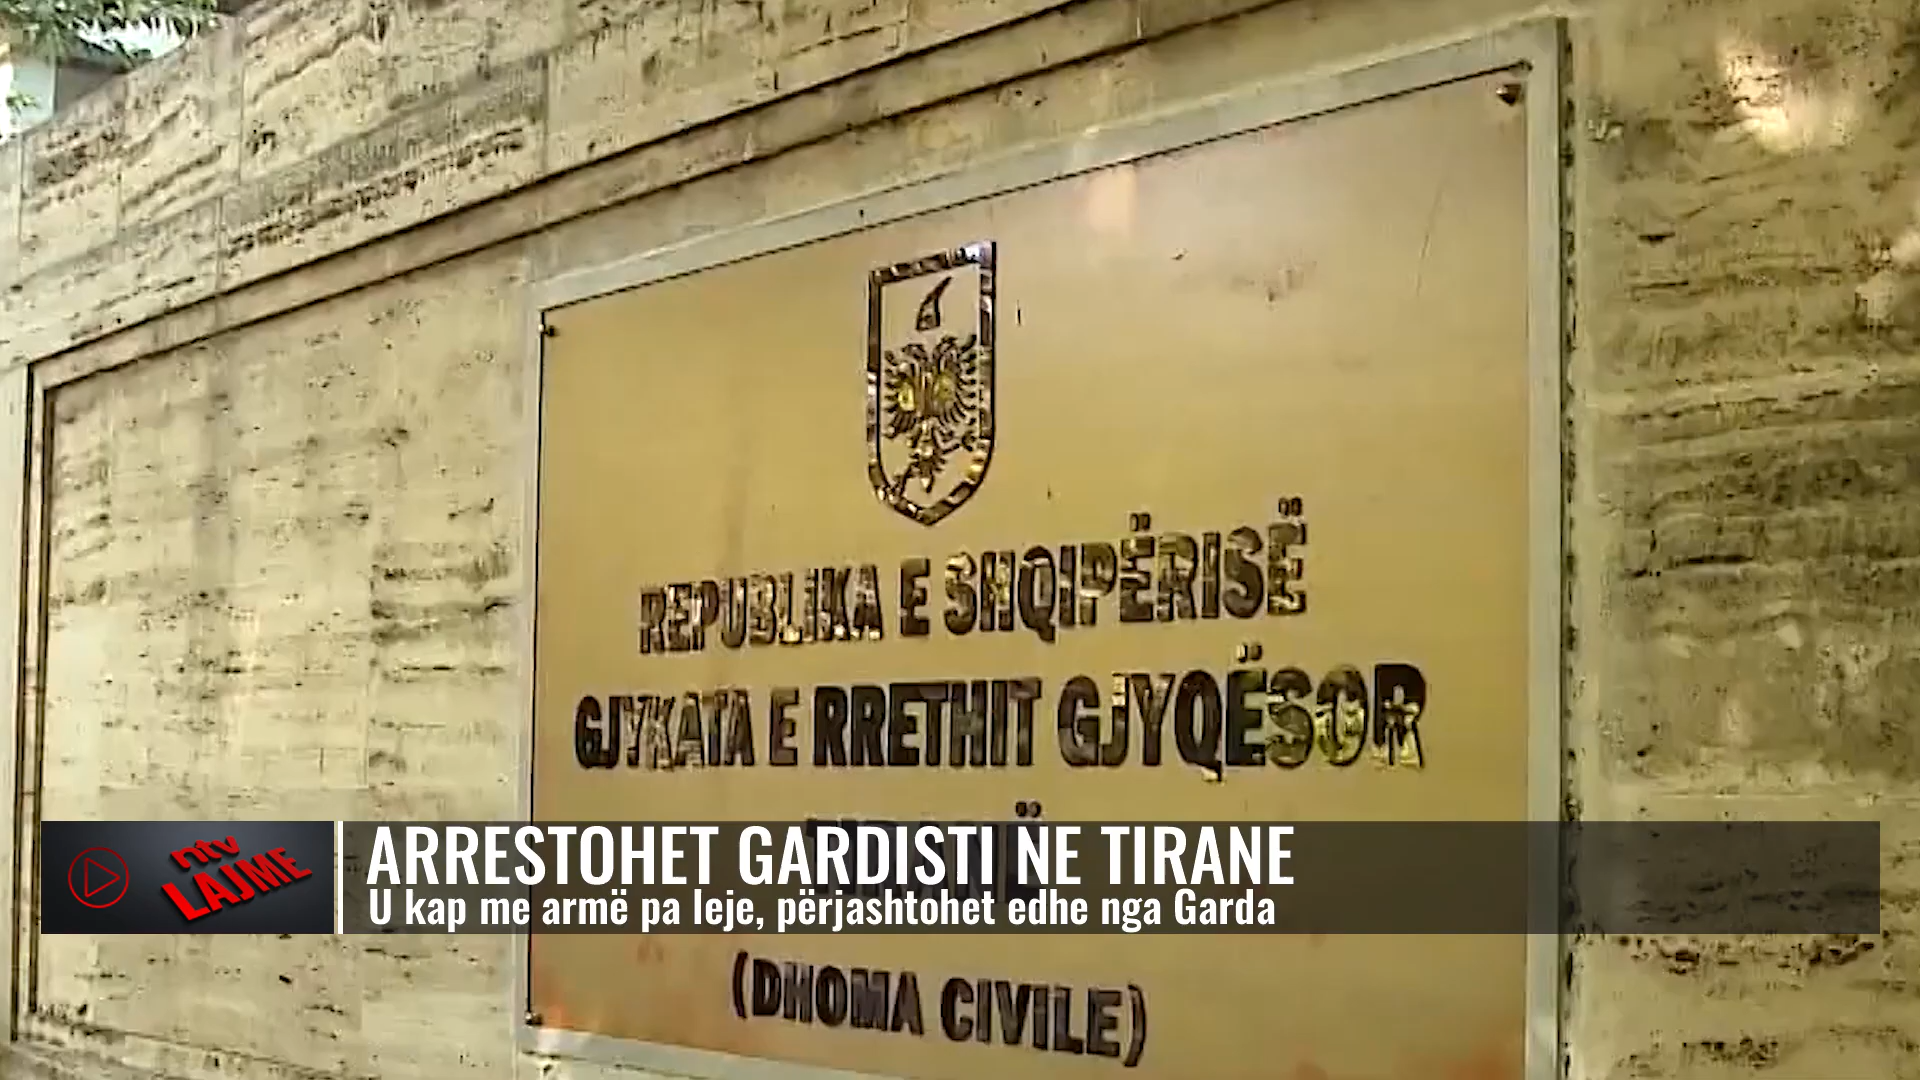 REPUBLIKA E SHQIPËRISË
GJYKATA E RRETHIT GJYQËSOR
TIRANË
(DHOMA CIVILE)
ntv
LAJME
ARRESTOHET GARDISTI NE TIRANE
U kap me armë pa leje, përjashtohet edhe nga Garda